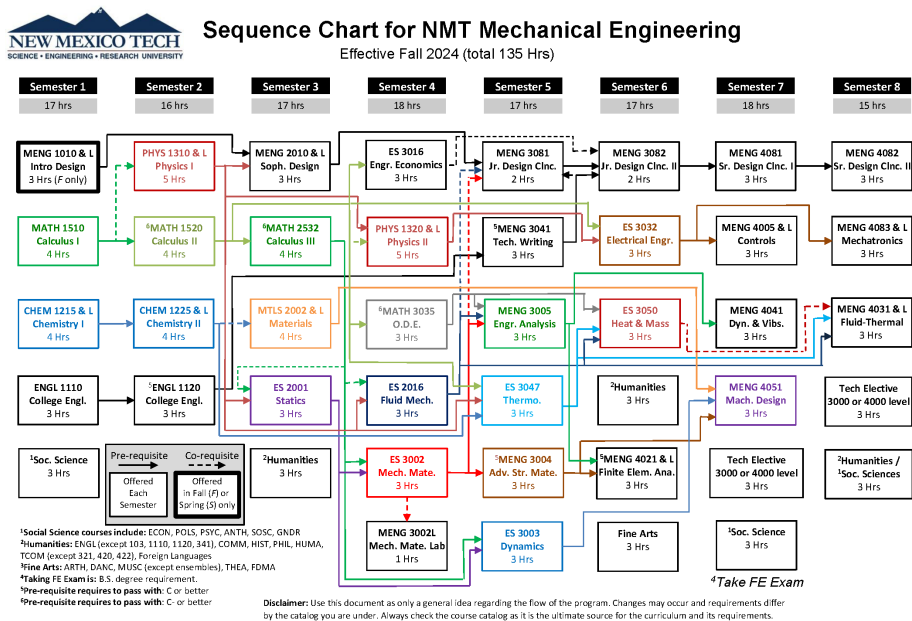 NEW MEXICO TECH
SCIENCE • ENGINEERING • RESEARCH UNIVERSITY
Sequence Chart for NMT Mechanical Engineering
Effective Fall 2024 (total 135 Hrs)
Semester 1
Semester 2
Semester 3
Semester 4
Semester 5
Semester 6
Semester 7
Semester 8
17 hrs
16 hrs
17 hrs
18 hrs
17 hrs
17 hrs
18 hrs
15 hrs
MENG 1010 & L
Intro Design
3 Hrs (F only)
PHYS 1310 & L
Physics I
5 Hrs
MENG 2010 & L
Soph. Design
3 Hrs
ES 3016
Engr. Economics
3 Hrs
MENG 3081
Jr. Design Clnc. I
2 Hrs
MENG 3082
Jr. Design Clnc. II
2 Hrs
MENG 4081
Sr. Design Clnc. I
3 Hrs
MENG 4082
Sr. Design Clnc. II
3 Hrs
MATH 1510
Calculus I
4 Hrs
⁶MATH 1520
Calculus II
4 Hrs
⁶MATH 2532
Calculus III
4 Hrs
PHYS 1320 & L
Physics II
5 Hrs
⁵MENG 3041
Tech. Writing
3 Hrs
ES 3032
Electrical Engr.
3 Hrs
MENG 4005 & L
Controls
3 Hrs
MENG 4083 & L
Mechatronics
3 Hrs
CHEM 1215 & L
Chemistry I
4 Hrs
CHEM 1225 & L
Chemistry II
4 Hrs
MTLS 2002 & L
Materials
4 Hrs
⁶MATH 3035
O.D.E.
3 Hrs
MENG 3005
Engr. Analysis
3 Hrs
ES 3050
Heat & Mass
3 Hrs
MENG 4041
Dyn. & Vibs.
3 Hrs
MENG 4031 & L
Fluid-Thermal
3 Hrs
ENGL 1110
College Engl.
3 Hrs
⁵ENGL 1120
College Engl.
3 Hrs
ES 2001
Statics
3 Hrs
ES 2016
Fluid Mech.
3 Hrs
ES 3047
Thermo.
3 Hrs
²Humanities
3 Hrs
MENG 4051
Mach. Design
3 Hrs
Tech Elective
3000 or 4000 level
3 Hrs
¹Soc. Science
3 Hrs
Pre-requisite
Co-requisite
Offered
Each
Semester
Offered
in Fall (F) or
Spring (S) only
²Humanities
3 Hrs
ES 3002
Mech. Mate.
3 Hrs
⁵MENG 3004
Adv. Str. Mate.
3 Hrs
⁵MENG 4021 & L
Finite Elem. Ana.
3 Hrs
Tech Elective
3000 or 4000 level
3 Hrs
²Humanities /
¹Soc. Sciences
3 Hrs
MENG 3002L
Mech. Mate. Lab
1 Hrs
ES 3003
Dynamics
3 Hrs
Fine Arts
3 Hrs
¹Soc. Science
3 Hrs
⁴Take FE Exam
¹Social Science courses include: ECON, POLS, PSYC, ANTH, SOSC, GNDR
²Humanities: ENGL (except 103, 1110, 1120, 341), COMM, HIST, PHIL, HUMA,
TCOM (except 321, 420, 422), Foreign Languages
³Fine Arts: ARTH, DANC, MUSC (except ensembles), THEA, FDMA
⁴Taking FE Exam is: B.S. degree requirement.
⁵Pre-requisite requires to pass with: C or better
⁶Pre-requisite requires to pass with: C- or better
Disclaimer: Use this document as only a general idea regarding the flow of the program. Changes may occur and requirements differ
by the catalog you are under. Always check the course catalog as it is the ultimate source for the curriculum and its requirements.